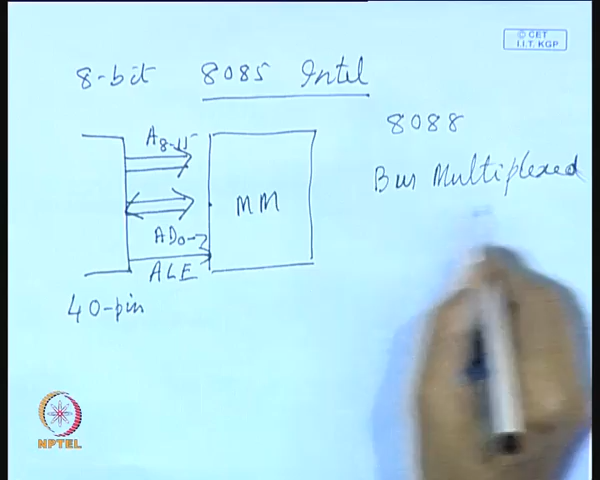 © CET
I.I.T. KGP
8-bit 8085 Intel
8088
A8-15
Bus Multiplexed
MM
AD0-7
ALE
40-pin
NPTEL